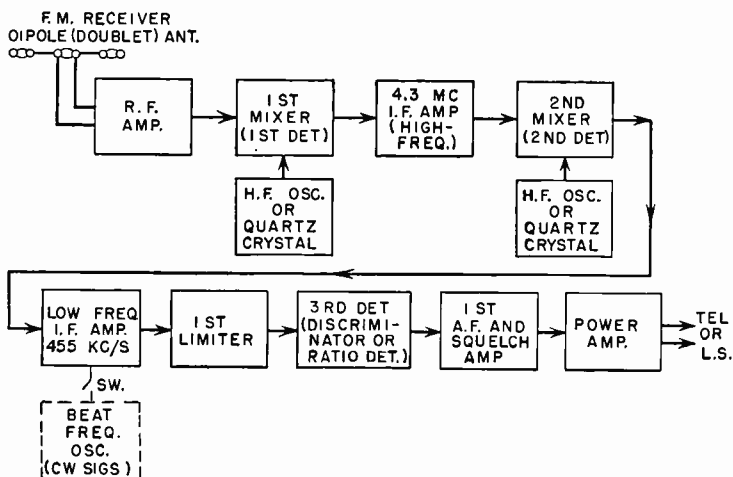 F.M. RECEIVER
OIPOLE (DOUBLET) ANT.
R.F.
AMP.
1ST
MIXER
(1ST DET)
4.3 MC
I.F. AMP
(HIGH-
FREQ.)
2ND
MIXER
(2ND DET)
H.F. OSC.
OR
QUARTZ
CRYSTAL
H.F. OSC.
OR
QUARTZ
CRYSTAL
LOW FREQ
I.F. AMP.
455 KC/S
1ST
LIMITER
3RD DET
(DISCRIMI-
NATOR OR
RATIO DET.)
1ST
A.F. AND
SQUELCH
AMP
POWER
AMP.
TEL
OR
L.S.
SW.
BEAT
FREQ.
OSC.
(CW SIGS)